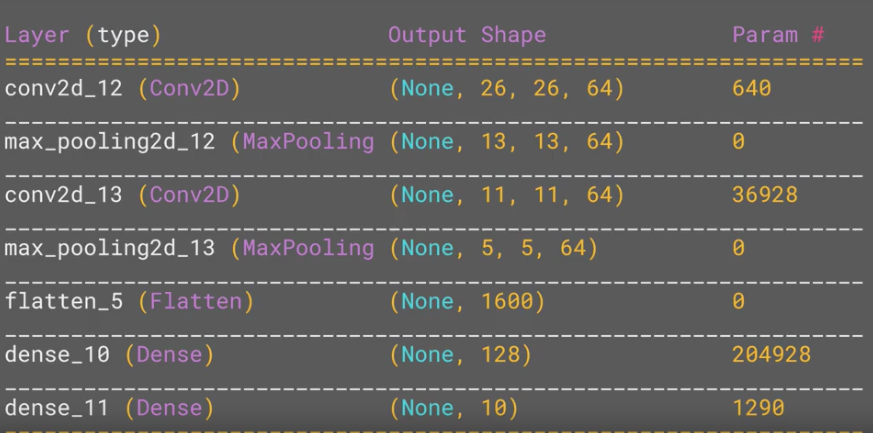 Layer (type) Output Shape Param #
=================================================================
conv2d_12 (Conv2D) (None, 26, 26, 64) 640
_________________________________________________________________
max_pooling2d_12 (MaxPooling (None, 13, 13, 64) 0
_________________________________________________________________
conv2d_13 (Conv2D) (None, 11, 11, 64) 36928
_________________________________________________________________
max_pooling2d_13 (MaxPooling (None, 5, 5, 64) 0
_________________________________________________________________
flatten_5 (Flatten) (None, 1600) 0
_________________________________________________________________
dense_10 (Dense) (None, 128) 204928
_________________________________________________________________
dense_11 (Dense) (None, 10) 1290
=================================================================